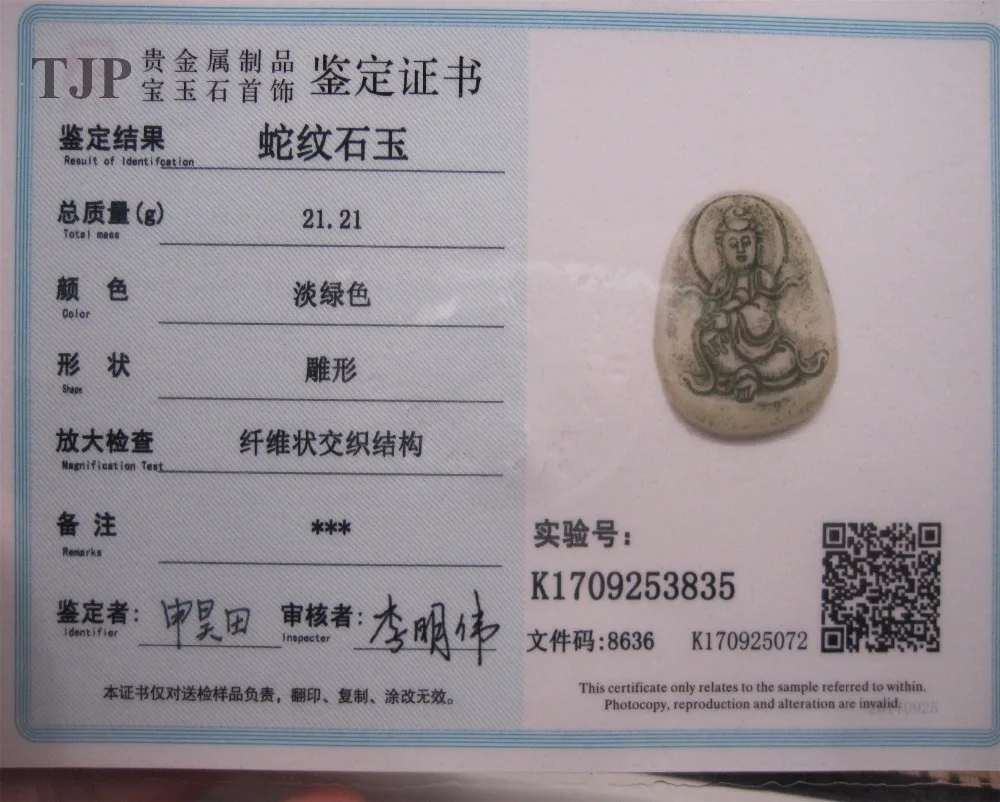 TJP 贵金属制品 宝玉石首饰 鉴定证书
鉴定结果 蛇纹石玉
Result of Identifcation
总质量(g) 21.21
Total mass
颜 色 淡绿色
Color
形 状 雕形
Shape
放大检查 纤维状交织结构
Magnification Test
备 注 ***
Remarks
鉴定者: 申昊田 审核者: 李明伟
Identifier Inspecter
本证书仅对送检样品负责，翻印、复制、涂改无效。
实验号：
K1709253835
文件码:8636 K170925072
This certificate only relates to the sample referred to within.
Photocopy, reproduction and alteration are invalid.